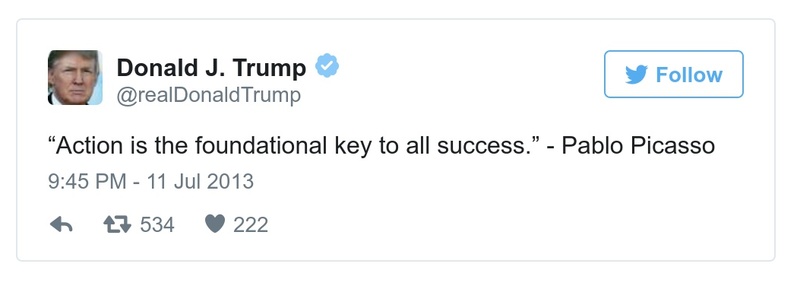 Donald J. Trump
@realDonaldTrump
Follow
“Action is the foundational key to all success.” - Pablo Picasso
9:45 PM - 11 Jul 2013
534 222